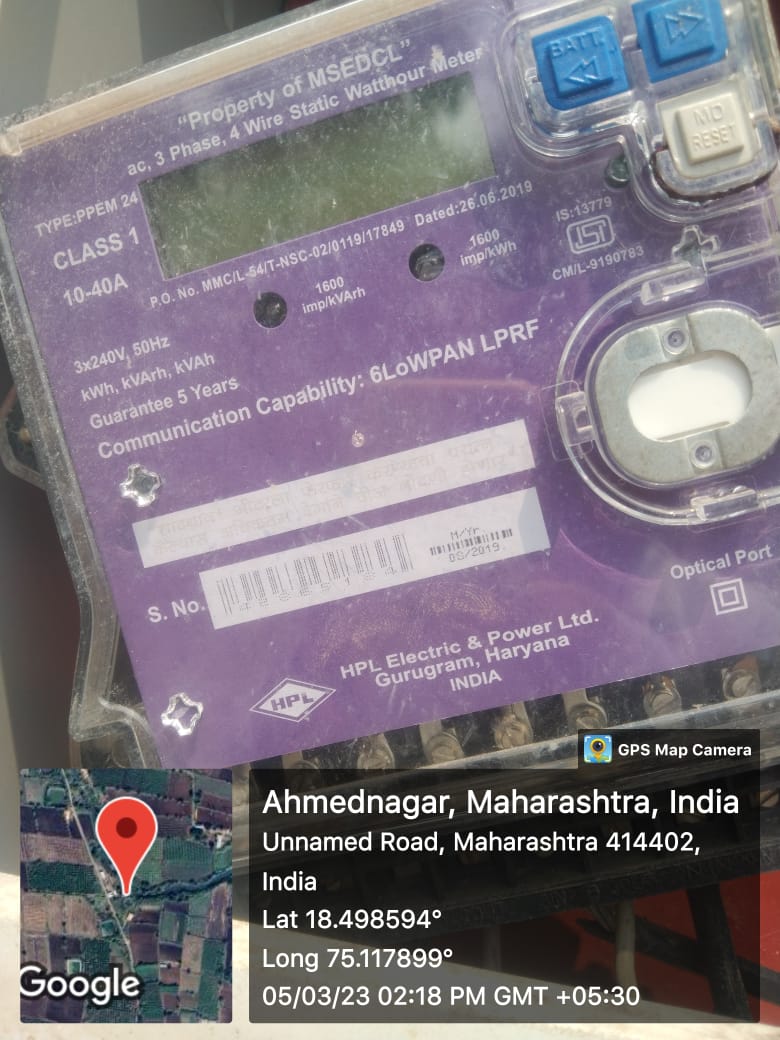 "Property of MSEDCL"
ac, 3 Phase, 4 Wire Static Watthour Meter
BATT.
MD
RESET
TYPE:PPEM 24
CLASS 1
10-40A
P.O. No. MMC/L-54/T-NSC-02/0119/17849 Dated:26.06.2019
1600
imp/kVArh
1600
imp/kWh
IS:13779
ISI
CM/L-9190783
3x240V, 50Hz
kWh, kVArh, kVAh
Guarantee 5 Years
Communication Capability: 6LoWPAN LPRF
S. No.
M/Yr.
08/2019
Optical Port
HPL Electric & Power Ltd.
Gurugram, Haryana
INDIA
HPL
GPS Map Camera
Ahmednagar, Maharashtra, India
Unnamed Road, Maharashtra 414402,
India
Lat 18.498594°
Long 75.117899°
05/03/23 02:18 PM GMT +05:30
Google